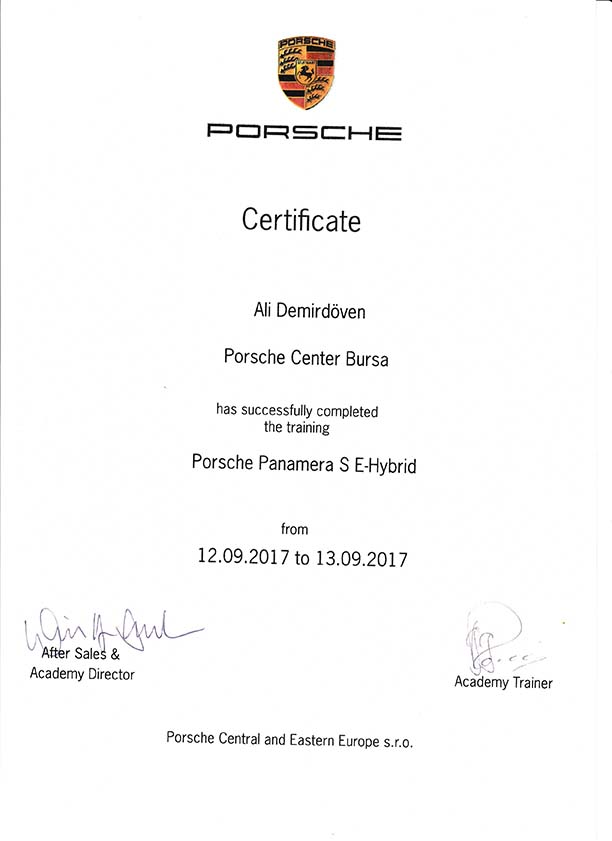 PORSCHE
PORSCHE
Certificate
Ali Demirdöven
Porsche Center Bursa
has successfully completed
the training
Porsche Panamera S E-Hybrid
from
12.09.2017 to 13.09.2017
After Sales &
Academy Director
Academy Trainer
Porsche Central and Eastern Europe s.r.o.